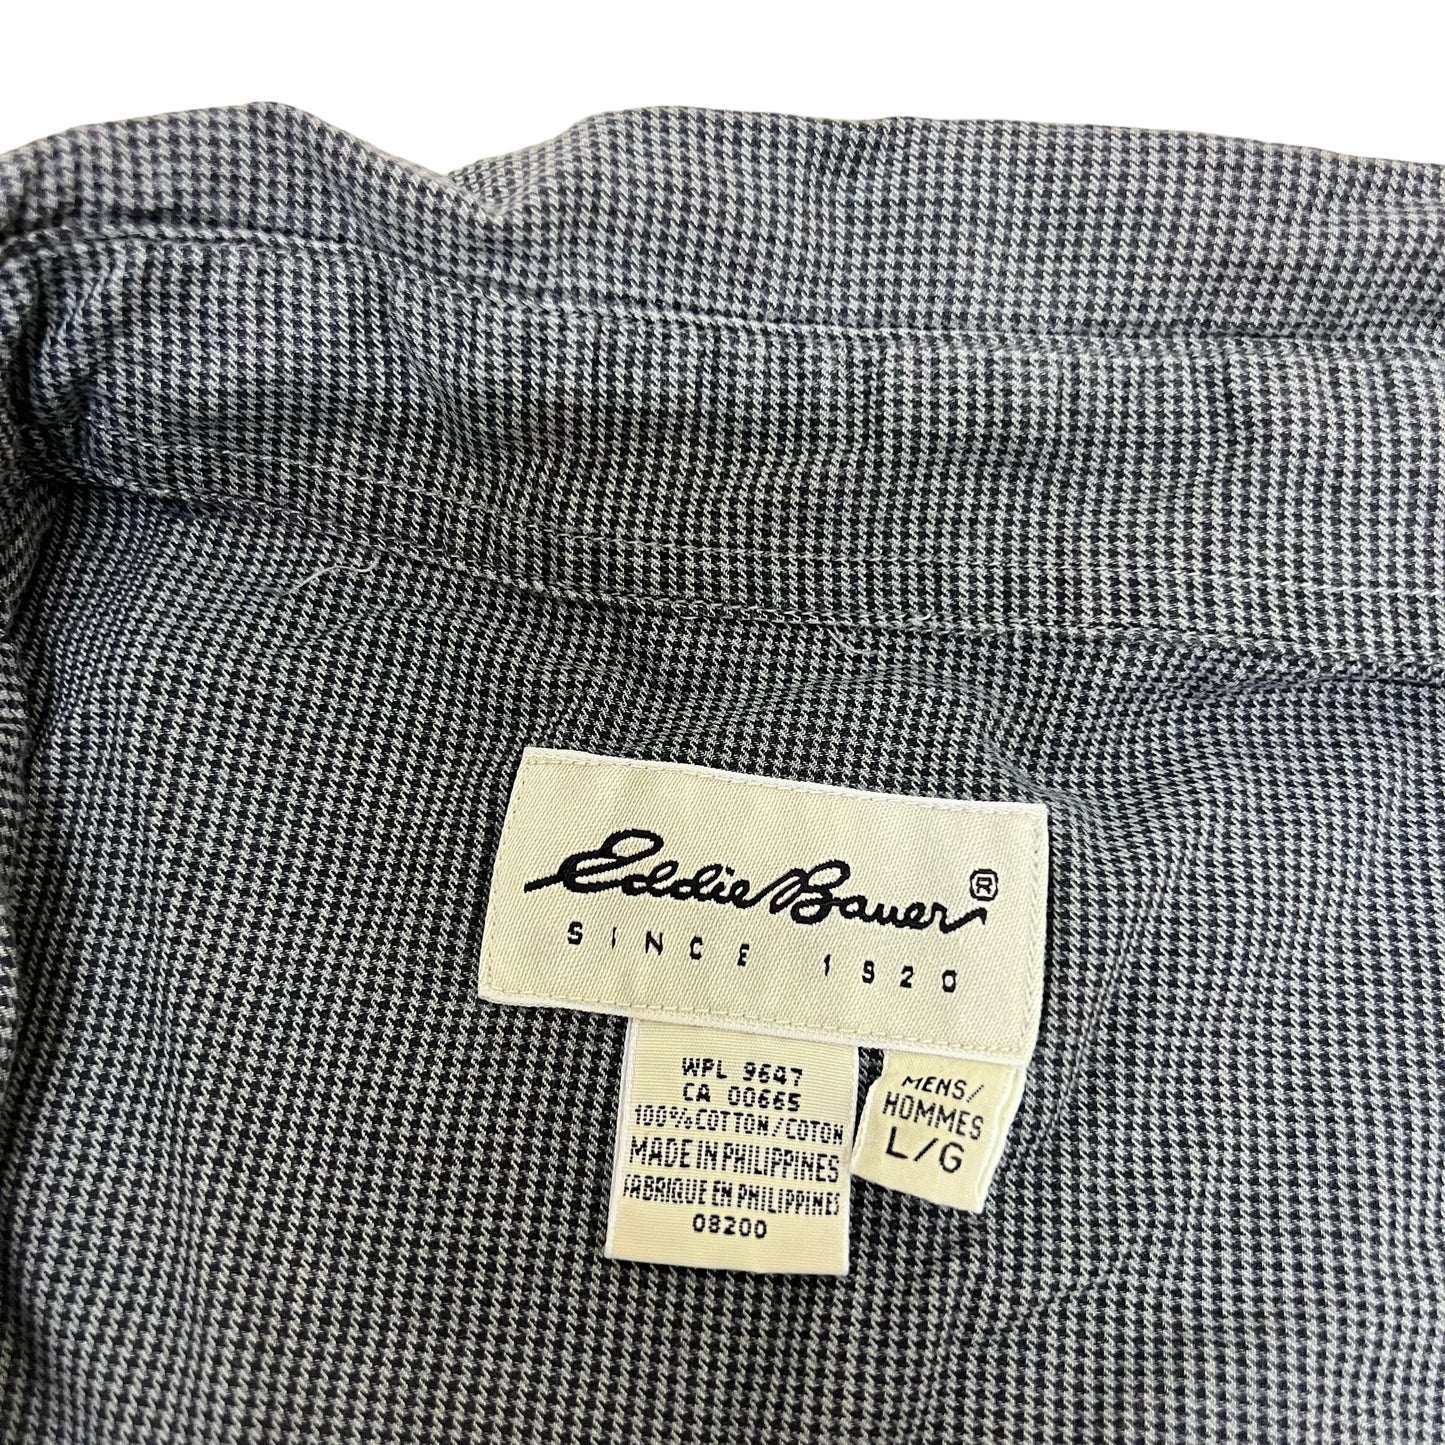 Eddie Bauer®
SINCE 1920
WPL 9647
CA 00665
100% COTTON/COTON
MADE IN PHILIPPINES
FABRIQUE EN PHILIPPINES
08200
MENS/
HOMMES
L/G